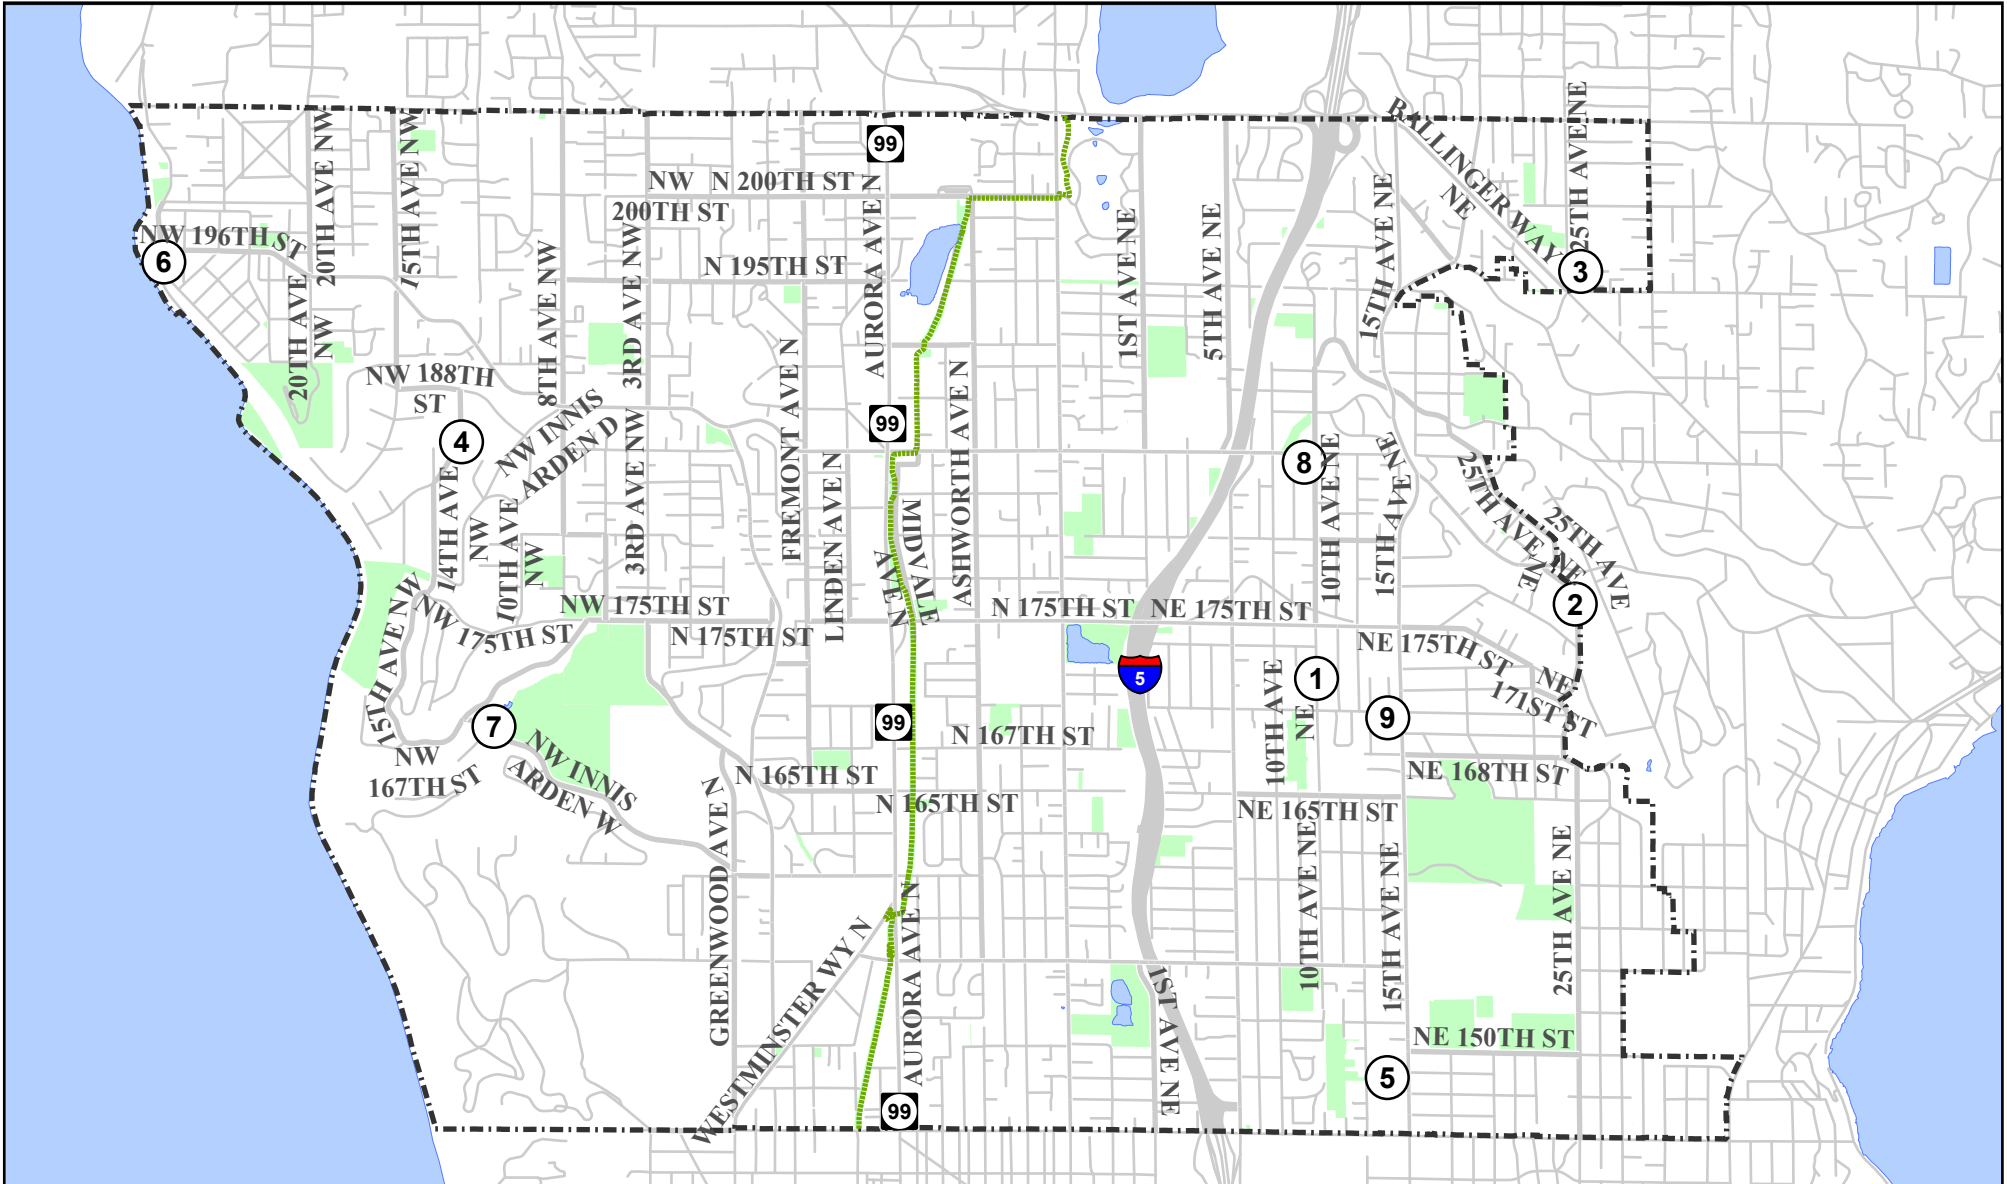 BALLINGER WAY
NE
25TH AVENE
99
20TH AVE NW
15TH AVE NW
NW
N 200TH ST
200TH ST
AURORA AVE N
15TH AVE NE
1ST AVENE
5TH AVE NE
NW 196TH ST
6
3RD AVE NW
8TH AVE NW
N 195TH ST
3
20TH AVE
NW
15TH AVE NE
FREMONT AVE N
ASHWORTH AVE N
NW 188TH
ST
99
4
NW INNIS
ARDEN D
3RD AVE NW
8
10TH AVE NE
15TH AVE NE
25TH AVE NE
25TH AVE
NE
14TH AVE
NW
10TH AVE
NW
LINDEN AVE N
MIDVALE
AVE N
NW 175TH ST
NW 175TH ST
N 175TH ST
N 175TH ST
NE 175TH ST
2
15TH AVE NW
NE 175TH ST
NE
171ST ST
5
1
10TH AVE
NE
9
99
7
N 167TH ST
NW
167TH ST
NW INNIS
ARDEN W
N 165TH ST
N 165TH ST
NE 168TH ST
NE 165TH ST
GREENWOOD AVE N
10TH AVE NE
15TH AVE NE
25TH AVE NE
AURORA AVE N
WESTMINSTER WY N
1ST AVE NE
NE 150TH ST
5
99